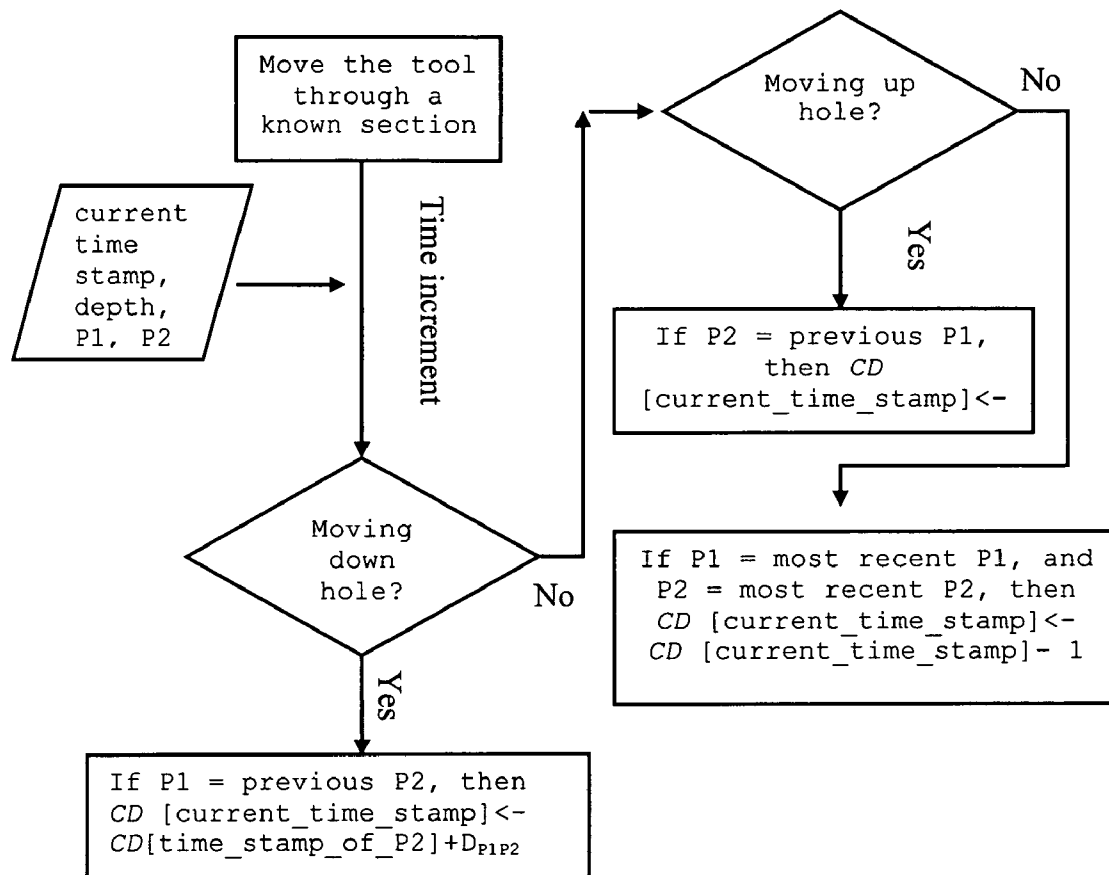 Move the tool
through a
known section
current
time
stamp,
depth,
P1, P2
Time increment
Moving
down
hole?
No
Yes
If P1 = previous P2, then
CD [current_time_stamp]<-
CD[time_stamp_of_P2]+D_P1P2
Moving up
hole?
No
Yes
If P2 = previous P1,
then CD
[current_time_stamp]<-
If P1 = most recent P1, and
P2 = most recent P2, then
CD [current_time_stamp]<-
CD [current_time_stamp]- 1